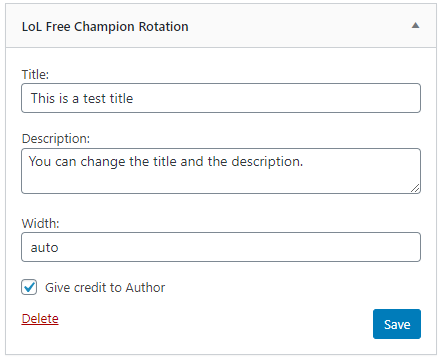 LoL Free Champion Rotation
Title:
This is a test title
Description:
You can change the title and the description.
Width:
auto
Give credit to Author
Delete
Save